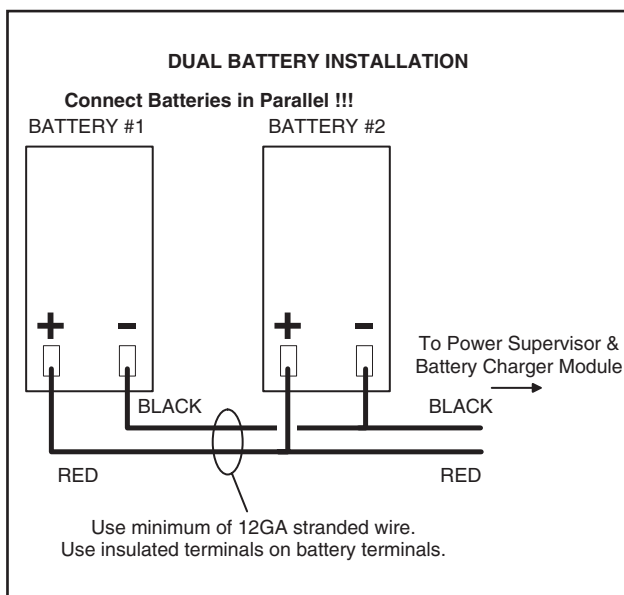 DUAL BATTERY INSTALLATION
Connect Batteries in Parallel !!!
BATTERY #1
BATTERY #2
+
-
+
-
To Power Supervisor &
Battery Charger Module
BLACK
BLACK
RED
RED
Use minimum of 12GA stranded wire.
Use insulated terminals on battery terminals.